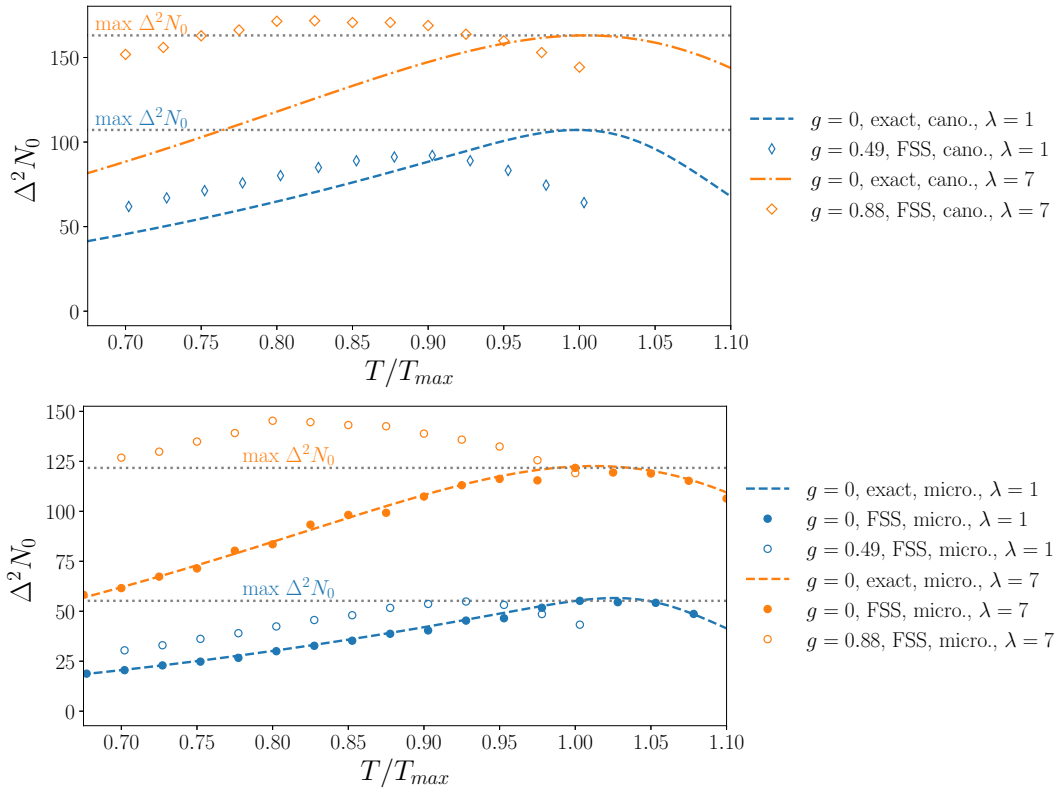 max Δ²N₀
max Δ²N₀
150
100
50
0
Δ²N₀
0.70 0.75 0.80 0.85 0.90 0.95 1.00 1.05 1.10
T/Tₘₐₓ
g = 0, exact, cano., λ = 1
g = 0.49, FSS, cano., λ = 1
g = 0, exact, cano., λ = 7
g = 0.88, FSS, cano., λ = 7
max Δ²N₀
max Δ²N₀
150
125
100
75
50
25
0
Δ²N₀
0.70 0.75 0.80 0.85 0.90 0.95 1.00 1.05 1.10
T/Tₘₐₓ
g = 0, exact, micro., λ = 1
g = 0, FSS, micro., λ = 1
g = 0.49, FSS, micro., λ = 1
g = 0, exact, micro., λ = 7
g = 0, FSS, micro., λ = 7
g = 0.88, FSS, micro., λ = 7